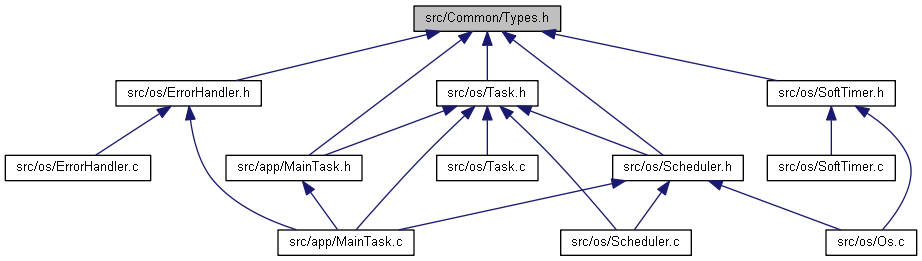 src/Common/Types.h
src/os/ErrorHandler.h
src/os/Task.h
src/os/SoftTimer.h
src/os/ErrorHandler.c
src/app/MainTask.h
src/os/Task.c
src/os/Scheduler.h
src/os/SoftTimer.c
src/app/MainTask.c
src/os/Scheduler.c
src/os/Os.c